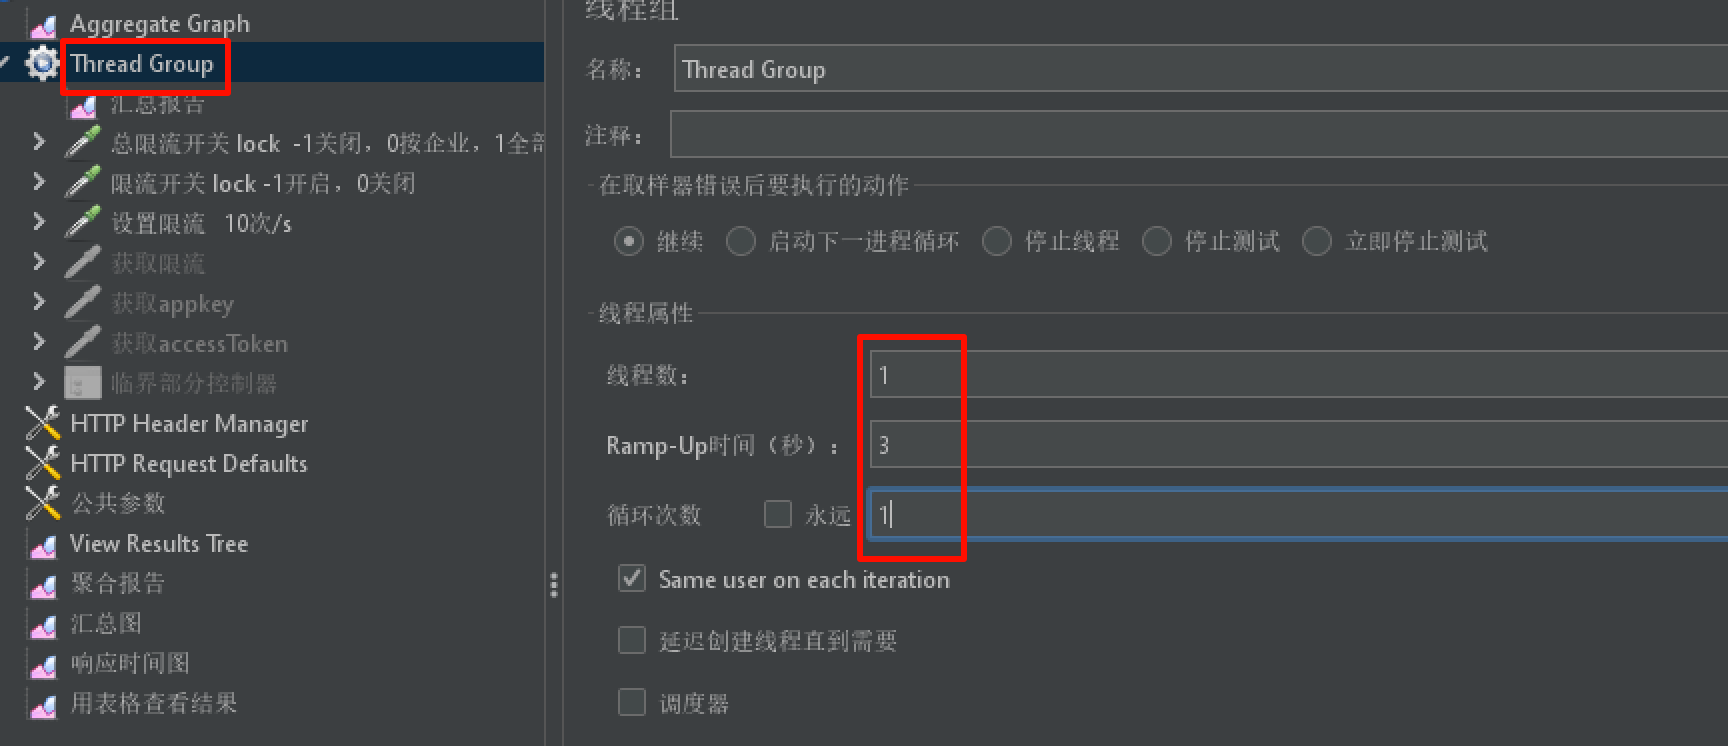 Aggregate Graph
Thread Group
汇总报告
总限流开关 lock -1关闭，0按企业，1全部
限流开关 lock -1开启，0关闭
设置限流 10次/s
获取限流
获取appkey
获取accessToken
临界部分控制器
HTTP Header Manager
HTTP Request Defaults
公共参数
View Results Tree
聚合报告
汇总图
响应时间图
用表格查看结果
线程组
名称：
Thread Group
注释：
在取样器错误后要执行的动作
继续 启动下一进程循环 停止线程 停止测试 立即停止测试
线程属性
线程数：
1
Ramp-Up时间（秒）：
3
循环次数 永远 1
Same user on each iteration
延迟创建线程直到需要
调度器